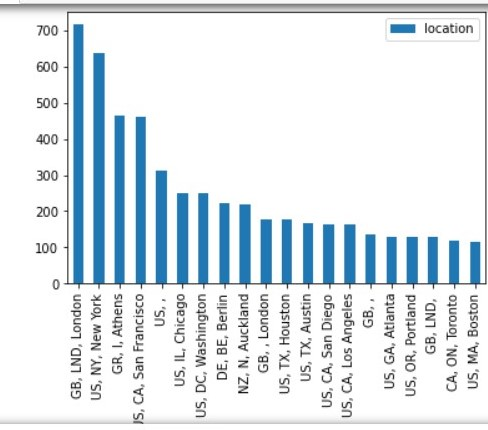 location
700
600
500
400
300
200
100
0
GB, LND, London
US, NY, New York
GR, I, Athens
US, CA, San Francisco
US, ,
US, IL, Chicago
US, DC, Washington
DE, BE, Berlin
NZ, N, Auckland
GB, , London
US, TX, Houston
US, TX, Austin
US, CA, San Diego
US, CA, Los Angeles
GB, ,
US, GA, Atlanta
US, OR, Portland
GB, LND,
CA, ON, Toronto
US, MA, Boston